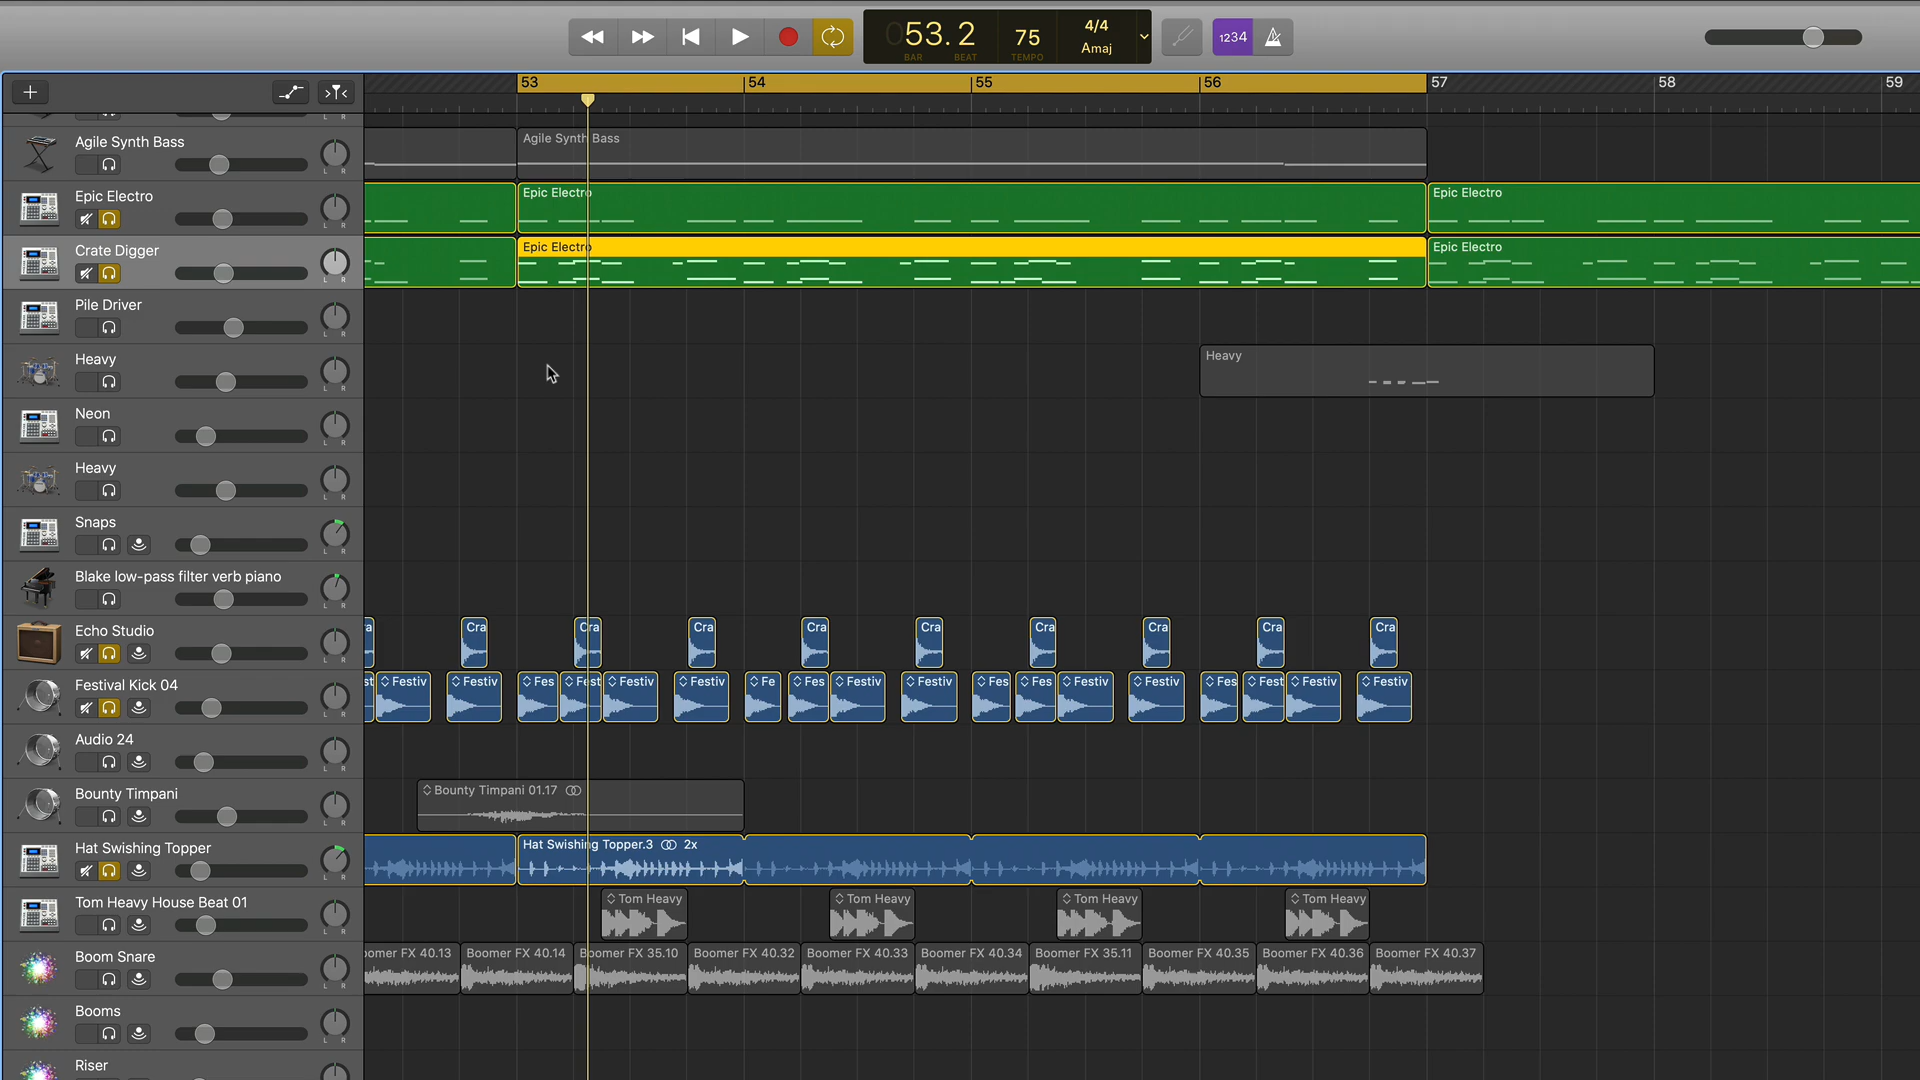 053.2
BAR
BEAT
75
TEMPO
4/4
Amaj
1234
53
54
55
56
57
58
59
Agile Synth Bass
L R
Agile Synth Bass
Epic Electro
L R
Epic Electro
Epic Electro
Crate Digger
L R
Epic Electro
Epic Electro
Pile Driver
L R
Heavy
L R
Heavy
Neon
L R
Heavy
L R
Snaps
L R
Blake low-pass filter verb piano
L R
Echo Studio
L R
Cra
Cra
Cra
Cra
Cra
Cra
Cra
Cra
Cra
Festival Kick 04
L R
Festiv
Festiv
Fes
Fest
Festiv
Festiv
Fe
Fes
Festiv
Festiv
Fes
Fes
Festiv
Festiv
Fes
Fest
Festiv
Festiv
Audio 24
L R
Bounty Timpani
L R
Bounty Timpani 01.17
Hat Swishing Topper
L R
Hat Swishing Topper.3 2x
Tom Heavy House Beat 01
L R
Tom Heavy
Tom Heavy
Tom Heavy
Tom Heavy
Boom Snare
L R
omer FX 40.13
Boomer FX 40.14
Boomer FX 35.10
Boomer FX 40.32
Boomer FX 40.33
Boomer FX 40.34
Boomer FX 35.11
Boomer FX 40.35
Boomer FX 40.36
Boomer FX 40.37
Booms
L R
Riser